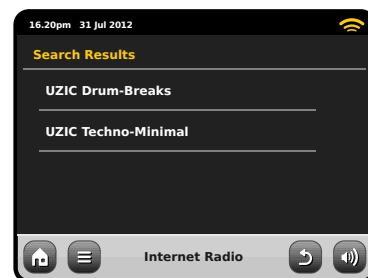 16.20pm 31 Jul 2012
Search Results
UZIC Drum-Breaks
UZIC Techno-Minimal
Internet Radio